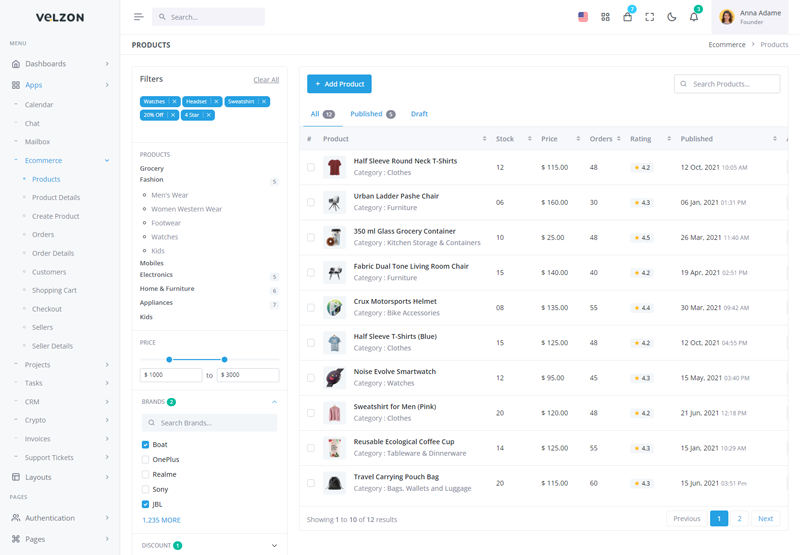 VELZON
Search...
2
3
Anna Adame
Founder
MENU
Dashboards
Apps
Calendar
Chat
Mailbox
Ecommerce
Products
Product Details
Create Product
Orders
Order Details
Customers
Shopping Cart
Checkout
Sellers
Seller Details
Projects
Tasks
CRM
Crypto
Invoices
Support Tickets
Layouts
PAGES
Authentication
Pages
PRODUCTS
Ecommerce > Products
Filters
Clear All
Watches × Headset × Sweatshirt ×
20% Off × 4 Star ×
PRODUCTS
Grocery
Fashion 5
Men's Wear
Women Western Wear
Footwear
Watches
Kids
Mobiles
Electronics 5
Home & Furniture 6
Appliances 7
Kids
PRICE
$ 1000 to $ 3000
BRANDS 2
Search Brands...
Boat
OnePlus
Realme
Sony
JBL
1,235 MORE
DISCOUNT 1
+ Add Product
Search Products...
All 12 Published 5 Draft
# Product Stock Price Orders Rating Published
Half Sleeve Round Neck T-Shirts
Category : Clothes
12 $ 115.00 48 4.2 12 Oct, 2021 10:05 AM
Urban Ladder Pashe Chair
Category : Furniture
06 $ 160.00 30 4.3 06 Jan, 2021 01:31 PM
350 ml Glass Grocery Container
Category : Kitchen Storage & Containers
10 $ 25.00 48 4.5 26 Mar, 2021 11:40 AM
Fabric Dual Tone Living Room Chair
Category : Furniture
15 $ 140.00 40 4.2 19 Apr, 2021 02:51 PM
Crux Motorsports Helmet
Category : Bike Accessories
08 $ 135.00 55 4.4 30 Mar, 2021 09:42 AM
Half Sleeve T-Shirts (Blue)
Category : Clothes
15 $ 125.00 48 4.2 12 Oct, 2021 04:55 PM
Noise Evolve Smartwatch
Category : Watches
12 $ 95.00 45 4.3 15 May, 2021 03:40 PM
Sweatshirt for Men (Pink)
Category : Clothes
20 $ 120.00 48 4.2 21 Jun, 2021 12:18 PM
Reusable Ecological Coffee Cup
Category : Tableware & Dinnerware
14 $ 125.00 55 4.3 15 Jan, 2021 10:29 AM
Travel Carrying Pouch Bag
Category : Bags, Wallets and Luggage
20 $ 115.00 60 4.3 15 Jun, 2021 03:51 Pm
Showing 1 to 10 of 12 results
Previous 1 2 Next